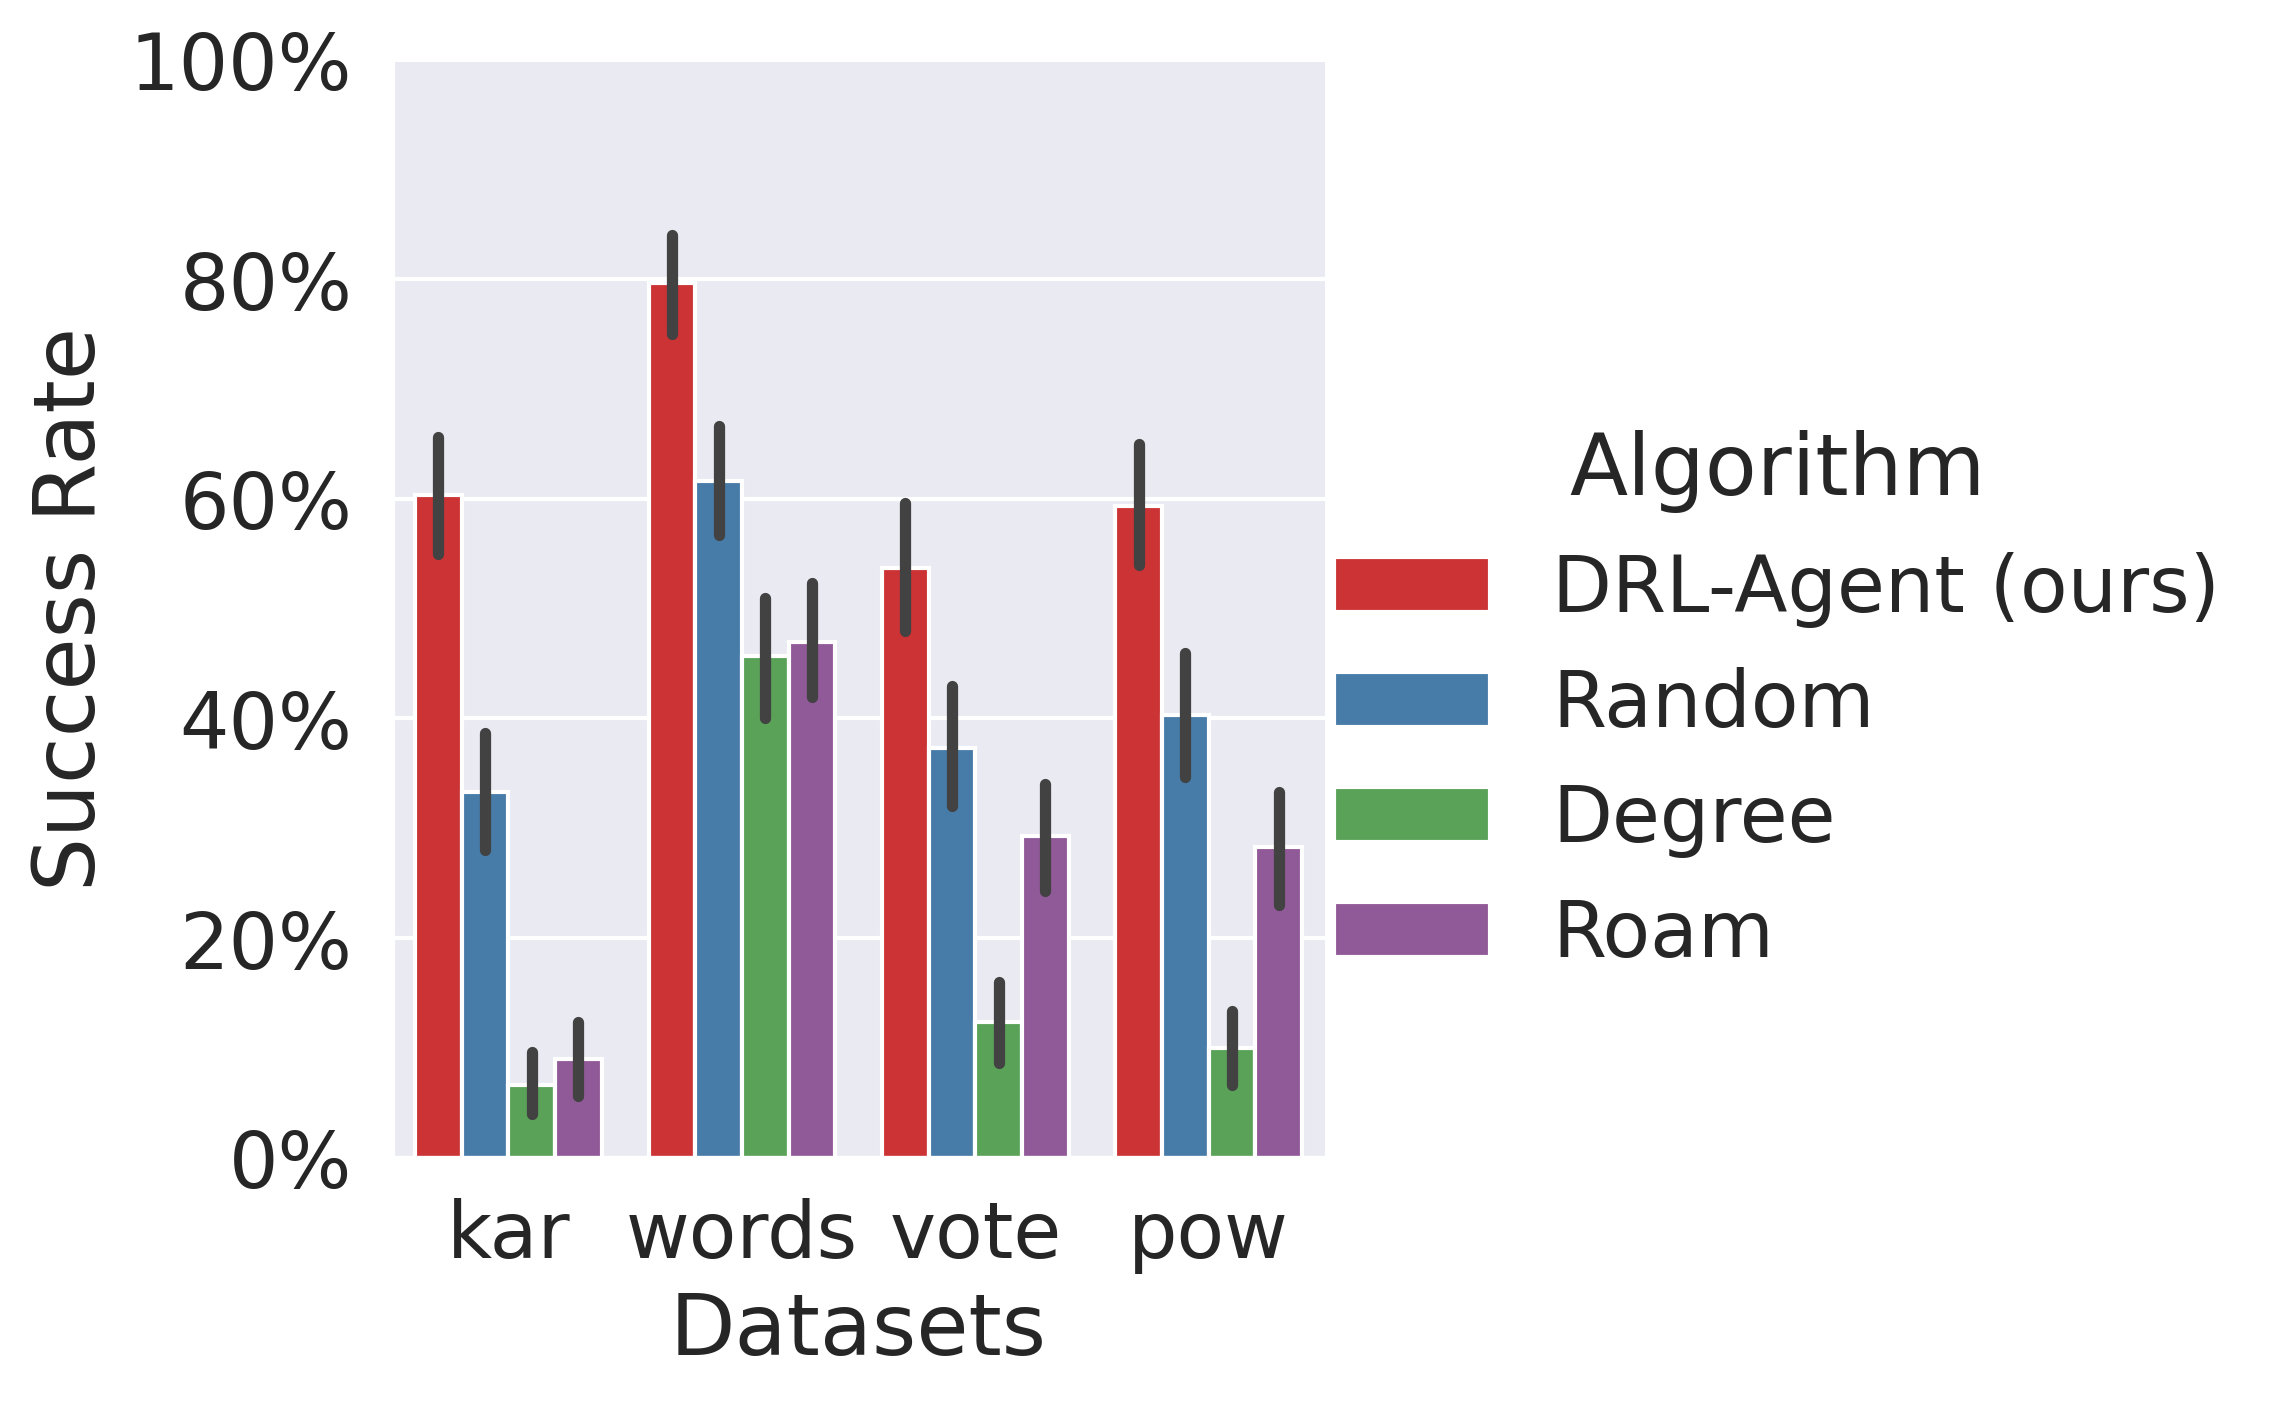 100%
80%
60%
40%
20%
0%
Success Rate
kar words vote pow
Datasets
Algorithm
DRL-Agent (ours)
Random
Degree
Roam